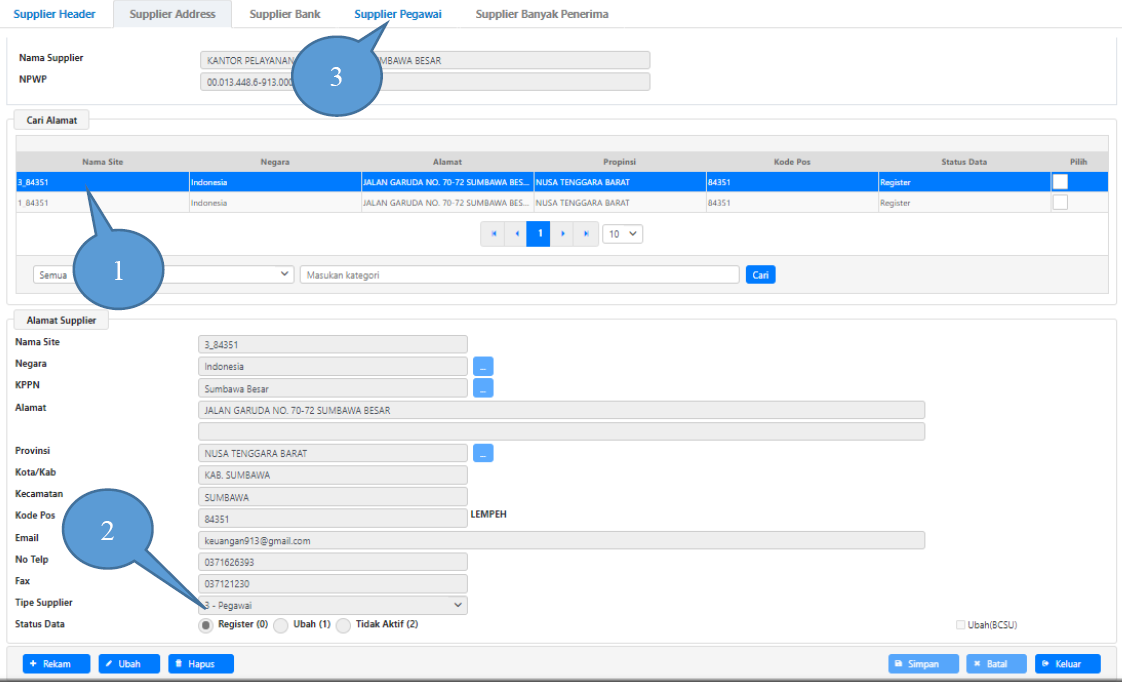 Supplier Header Supplier Address Supplier Bank Supplier Pegawai Supplier Banyak Penerima
Nama Supplier KANTOR PELAYANAN MBAWA BESAR
NPWP 00.013.448.6-913.000
3
Cari Alamat
Nama Site Negara Alamat Propinsi Kode Pos Status Data Pilih
3_84351 Indonesia JALAN GARUDA NO. 70-72 SUMBAWA BES... NUSA TENGGARA BARAT 84351 Register
1_84351 Indonesia JALAN GARUDA NO. 70-72 SUMBAWA BES... NUSA TENGGARA BARAT 84351 Register
1 10
1
Semua Masukan kategori Cari
Alamat Supplier
Nama Site 3_84351
Negara Indonesia ...
KPPN Sumbawa Besar ...
Alamat JALAN GARUDA NO. 70-72 SUMBAWA BESAR
Provinsi NUSA TENGGARA BARAT ...
Kota/Kab KAB. SUMBAWA
Kecamatan SUMBAWA
Kode Pos 84351 LEMPEH
2
Email keuangan913@gmail.com
No Telp 0371626393
Fax 037121230
Tipe Supplier 3 - Pegawai
Status Data Register (0) Ubah (1) Tidak Aktif (2) Ubah(BCSU)
+ Rekam Ubah Hapus Simpan Batal Keluar